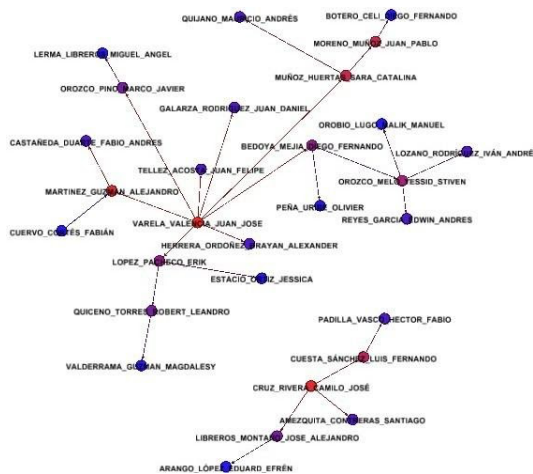 QUIJANO_MAURICIO_ANDRÉS
BOTERO_CELI_DIEGO_FERNANDO
MORENO_MUÑOZ_JUAN_PABLO
LERMA_LIBREROS_MIGUEL_ANGEL
MUÑOZ_HUERTAS_SARA_CATALINA
OROZCO_PINO_MARCO_JAVIER
GALARZA_RODRIGUEZ_JUAN_DANIEL
OROBIO_LUGO_MALIK_MANUEL
CASTAÑEDA_DUARTE_FABIO_ANDRES
BEDOYA_MEJIA_DIEGO_FERNANDO
LOZANO_RODRÍGUEZ_IVÁN_ANDRÉ
TELLEZ_ACOSTA_JUAN_FELIPE
OROZCO_MELO_YESSID_STIVEN
MARTINEZ_GUZMAN_ALEJANDRO
PEÑA_URIBE_OLIVIER
VARELA_VALENCIA_JUAN_JOSE
REYES_GARCIA_EDWIN_ANDRES
CUERVO_CORTÉS_FABIÁN
HERRERA_ORDOÑEZ_BRAYAN_ALEXANDER
LOPEZ_PACHECO_ERIK
ESTACIO_ORTIZ_JESSICA
QUICENO_TORRES_ROBERT_LEANDRO
PADILLA_VASCO_HECTOR_FABIO
CUESTA_SÁNCHEZ_LUIS_FERNANDO
VALDERRAMA_GUZMAN_MAGDALESY
CRUZ_RIVERA_CAMILO_JOSÉ
AMEZQUITA_CONTRERAS_SANTIAGO
LIBREROS_MONTAÑO_JOSE_ALEJANDRO
ARANGO_LÓPEZ_EDUARD_EFRÉN